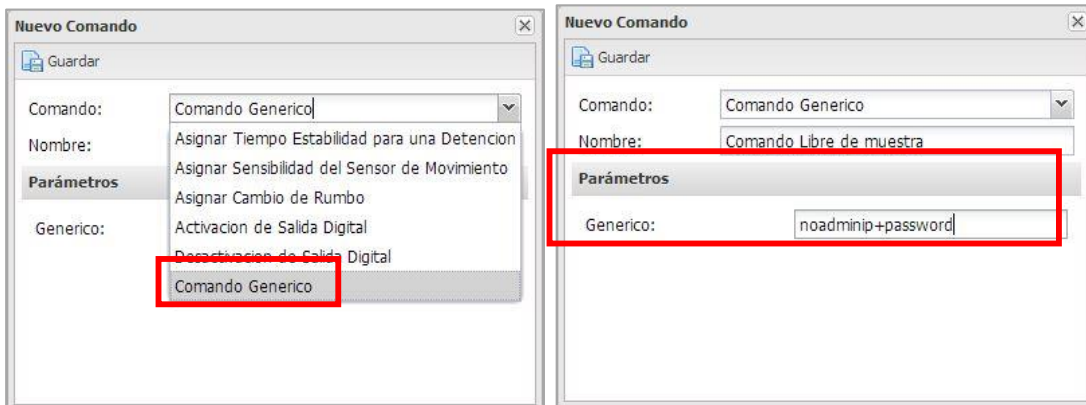 Nuevo Comando
Guardar
Comando: Comando Generico
Nombre:
Asignar Tiempo Estabilidad para una Detencion
Asignar Sensibilidad del Sensor de Movimiento
Parámetros
Asignar Cambio de Rumbo
Generico:
Activacion de Salida Digital
Desactivacion de Salida Digital
Comando Generico
Nuevo Comando
Guardar
Comando: Comando Generico
Nombre: Comando Libre de muestra
Parámetros
Generico: noadminip+password